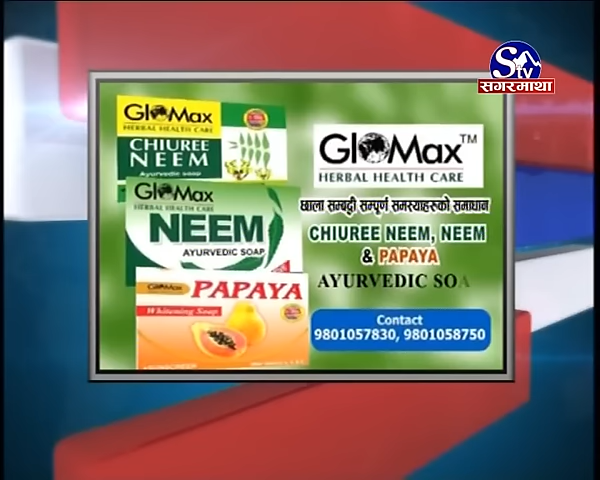 STV
सगरमाथा
GloMax
HERBAL HEALTH CARE
CHIUREE
NEEM
Ayurvedic soap
GloMax
HERBAL HEALTH CARE
NEEM
AYURVEDIC SOAP
GloMax
PAPAYA
Whitening Soap
+SUNSCREEN
GloMax™
HERBAL HEALTH CARE
छाला सम्बन्धी सम्पूर्ण समस्याहरुको समाधान
CHIUREE NEEM, NEEM
& PAPAYA
AYURVEDIC SOA
Contact
9801057830, 9801058750